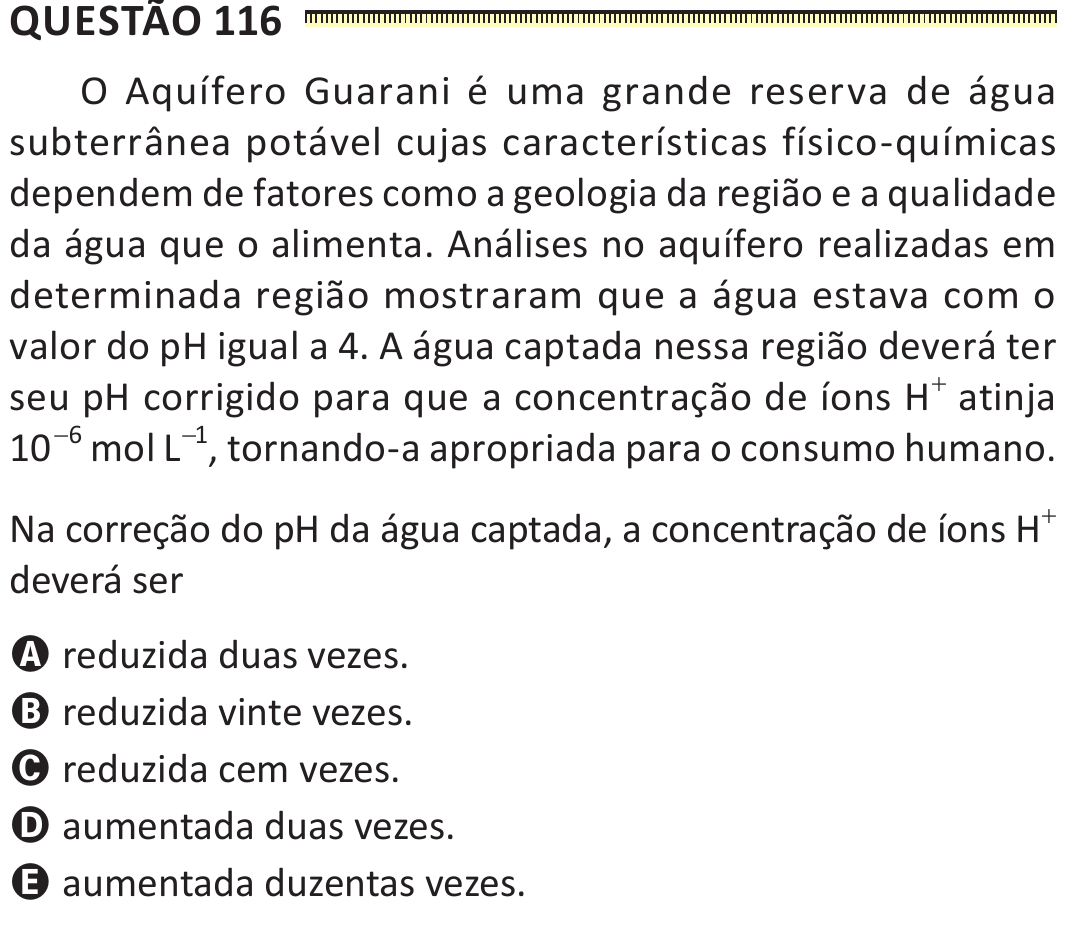 QUESTÃO 116
O Aquífero Guarani é uma grande reserva de água
subterrânea potável cujas características físico-químicas
dependem de fatores como a geologia da região e a qualidade
da água que o alimenta. Análises no aquífero realizadas em
determinada região mostraram que a água estava com o
valor do pH igual a 4. A água captada nessa região deverá ter
seu pH corrigido para que a concentração de íons H⁺ atinja
10⁻⁶ mol L⁻¹, tornando-a apropriada para o consumo humano.
Na correção do pH da água captada, a concentração de íons H⁺
deverá ser
A reduzida duas vezes.
B reduzida vinte vezes.
C reduzida cem vezes.
D aumentada duas vezes.
E aumentada duzentas vezes.